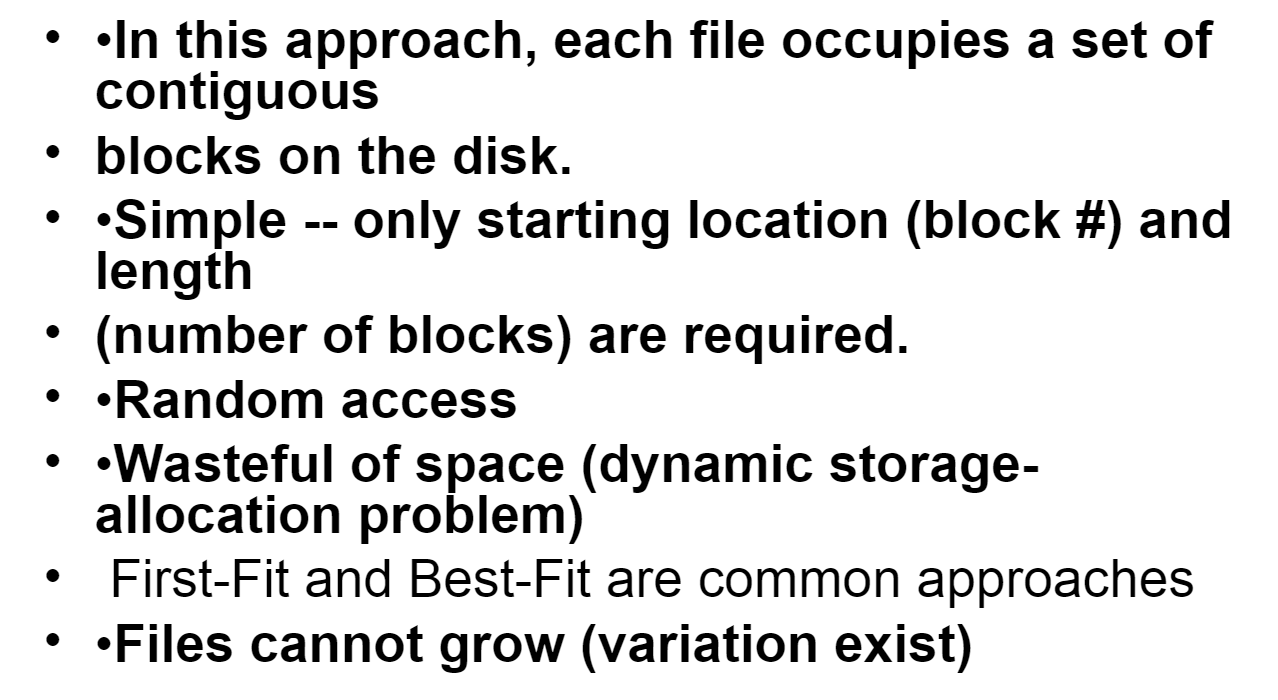 • •In this approach, each file occupies a set of
contiguous
• blocks on the disk.
• •Simple -- only starting location (block #) and
length
• (number of blocks) are required.
• •Random access
• •Wasteful of space (dynamic storage-
allocation problem)
• First-Fit and Best-Fit are common approaches
• •Files cannot grow (variation exist)